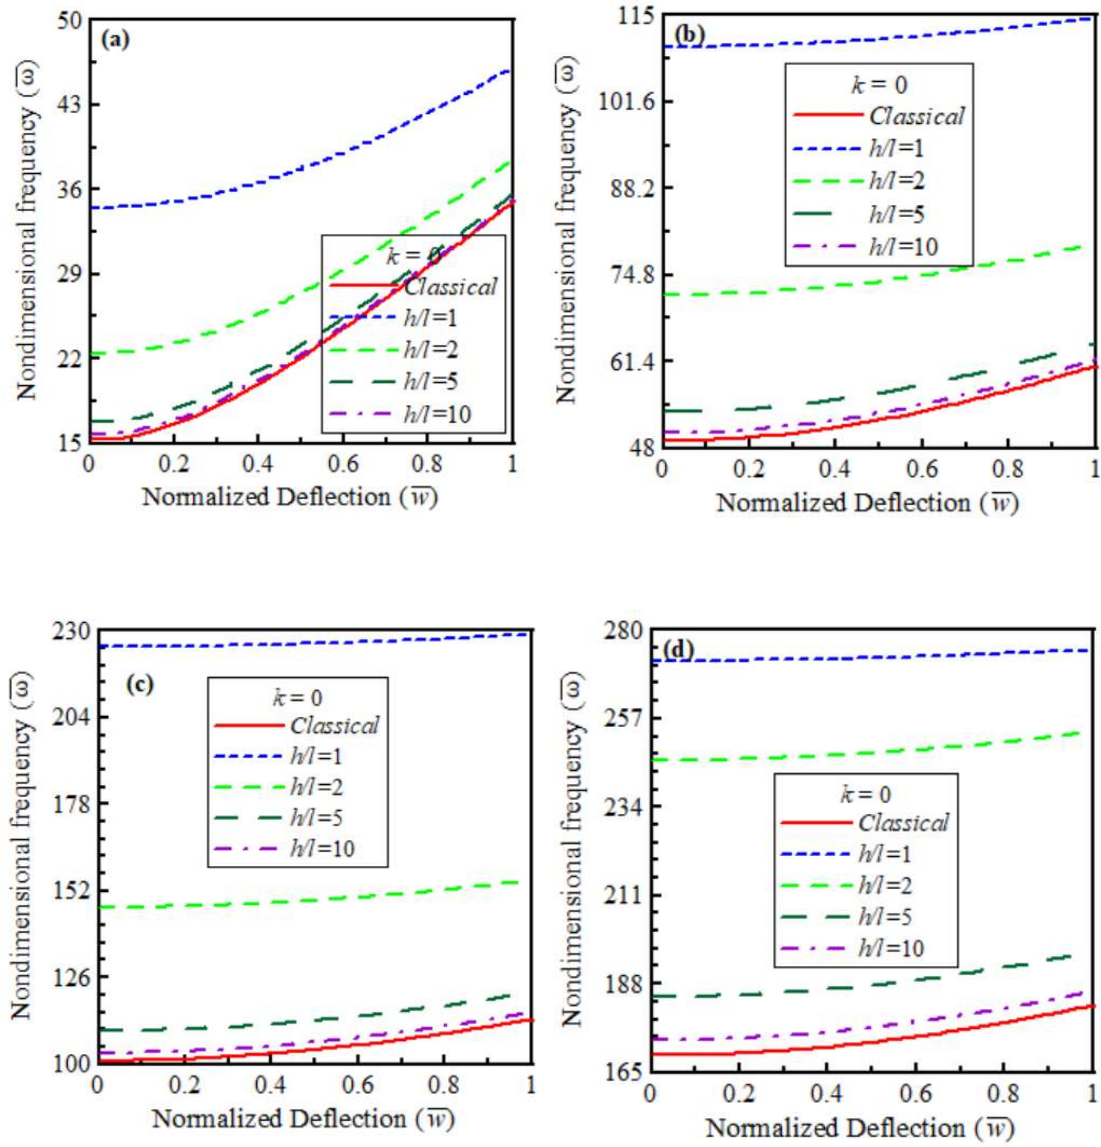 (a)
50
43
36
29
22
15
Nondimensional frequency (ω̅)
0 0.2 0.4 0.6 0.8 1
Normalized Deflection (w̅)
k = 0
Classical
h/l=1
h/l=2
h/l=5
h/l=10
(b)
115
101.6
88.2
74.8
61.4
48
Nondimensional frequency (ω̅)
0 0.2 0.4 0.6 0.8 1
Normalized Deflection (w̅)
k = 0
Classical
h/l=1
h/l=2
h/l=5
h/l=10
(c)
230
204
178
152
126
100
Nondimensional frequency (ω̅)
0 0.2 0.4 0.6 0.8 1
Normalized Deflection (w̅)
k = 0
Classical
h/l=1
h/l=2
h/l=5
h/l=10
(d)
280
257
234
211
188
165
Nondimensional frequency (ω̅)
0 0.2 0.4 0.6 0.8 1
Normalized Deflection (w̅)
k = 0
Classical
h/l=1
h/l=2
h/l=5
h/l=10